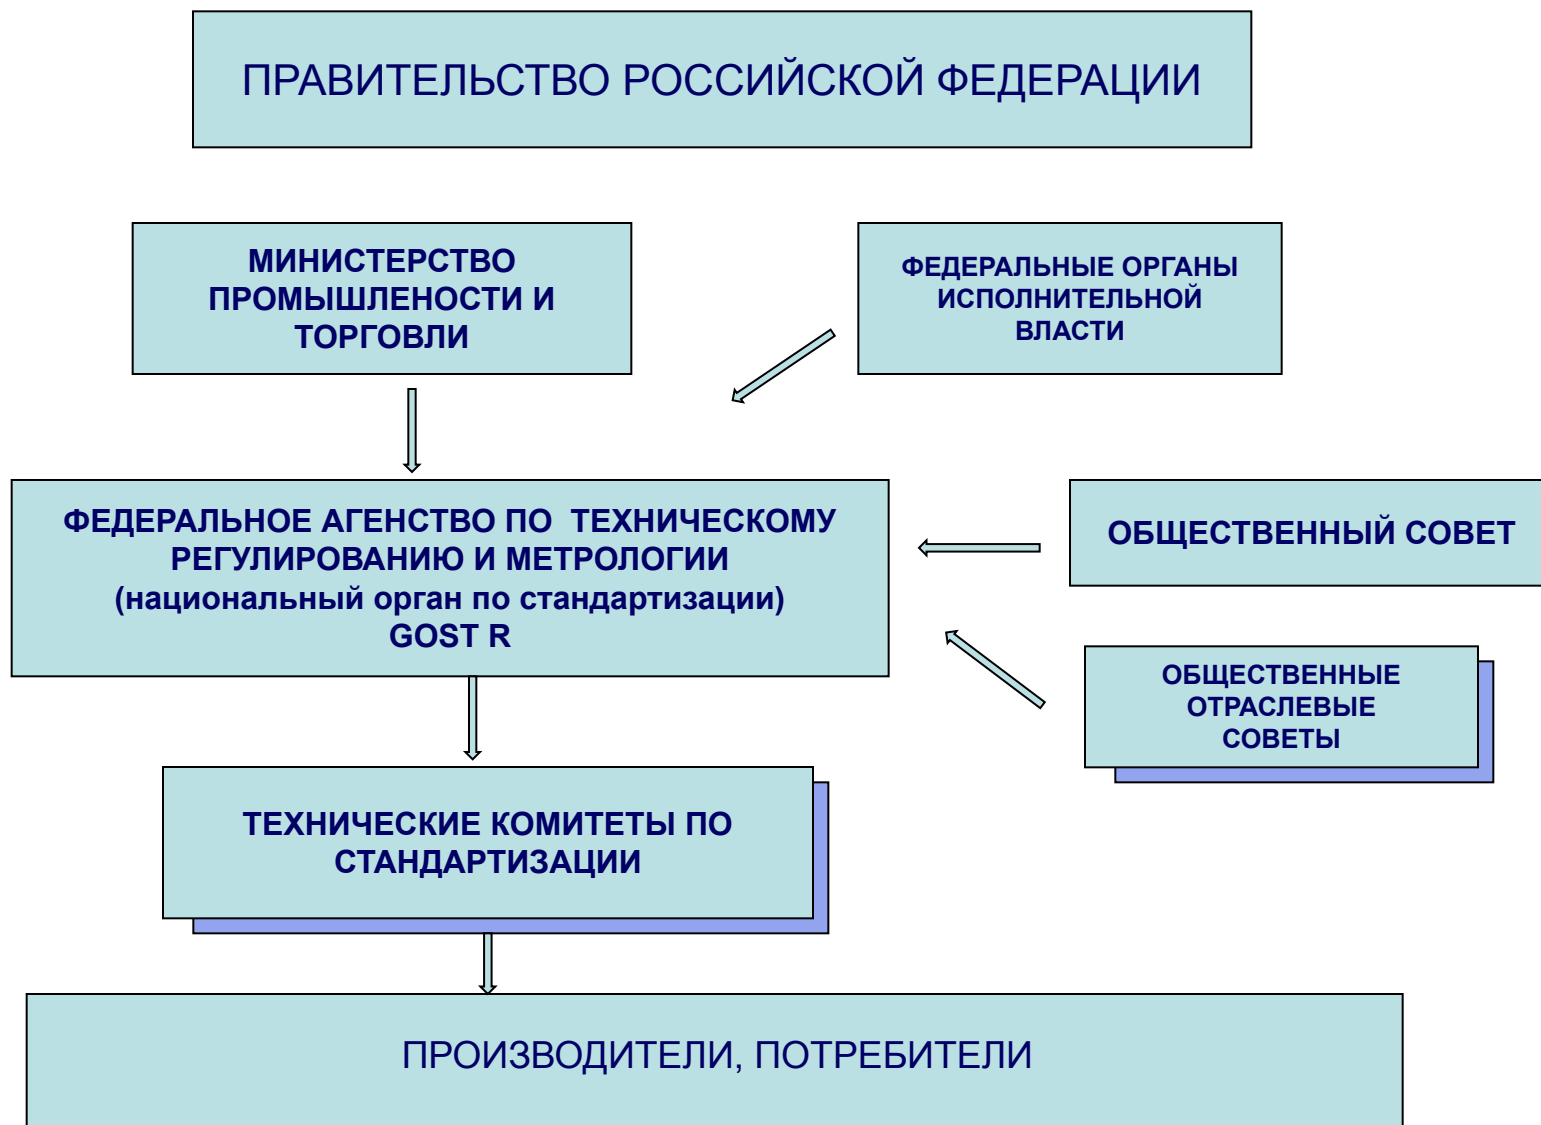 ПРАВИТЕЛЬСТВО РОССИЙСКОЙ ФЕДЕРАЦИИ
МИНИСТЕРСТВО
ПРОМЫШЛЕНОСТИ И
ТОРГОВЛИ
ФЕДЕРАЛЬНЫЕ ОРГАНЫ
ИСПОЛНИТЕЛЬНОЙ
ВЛАСТИ
ФЕДЕРАЛЬНОЕ АГЕНСТВО ПО ТЕХНИЧЕСКОМУ
РЕГУЛИРОВАНИЮ И МЕТРОЛОГИИ
(национальный орган по стандартизации)
GOST R
ОБЩЕСТВЕННЫЙ СОВЕТ
ОБЩЕСТВЕННЫЕ
ОТРАСЛЕВЫЕ
СОВЕТЫ
ТЕХНИЧЕСКИЕ КОМИТЕТЫ ПО
СТАНДАРТИЗАЦИИ
ПРОИЗВОДИТЕЛИ, ПОТРЕБИТЕЛИ